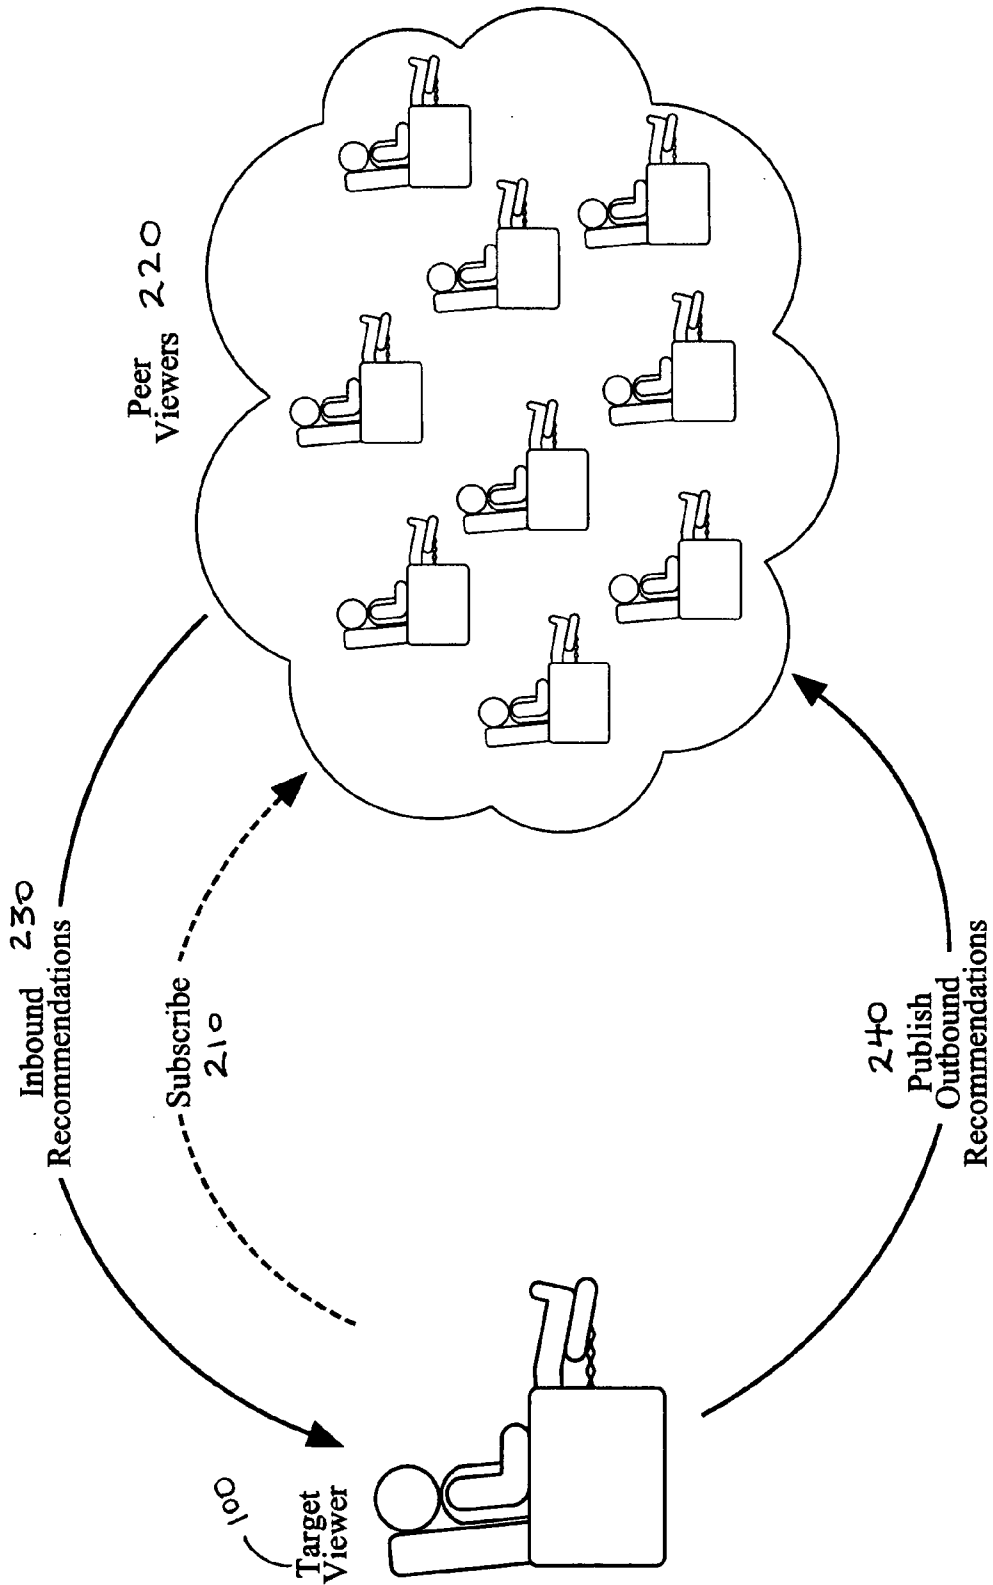 Inbound 230
Recommendations
Subscribe
210
Peer
Viewers 220
100
Target
Viewer
240
Publish
Outbound
Recommendations